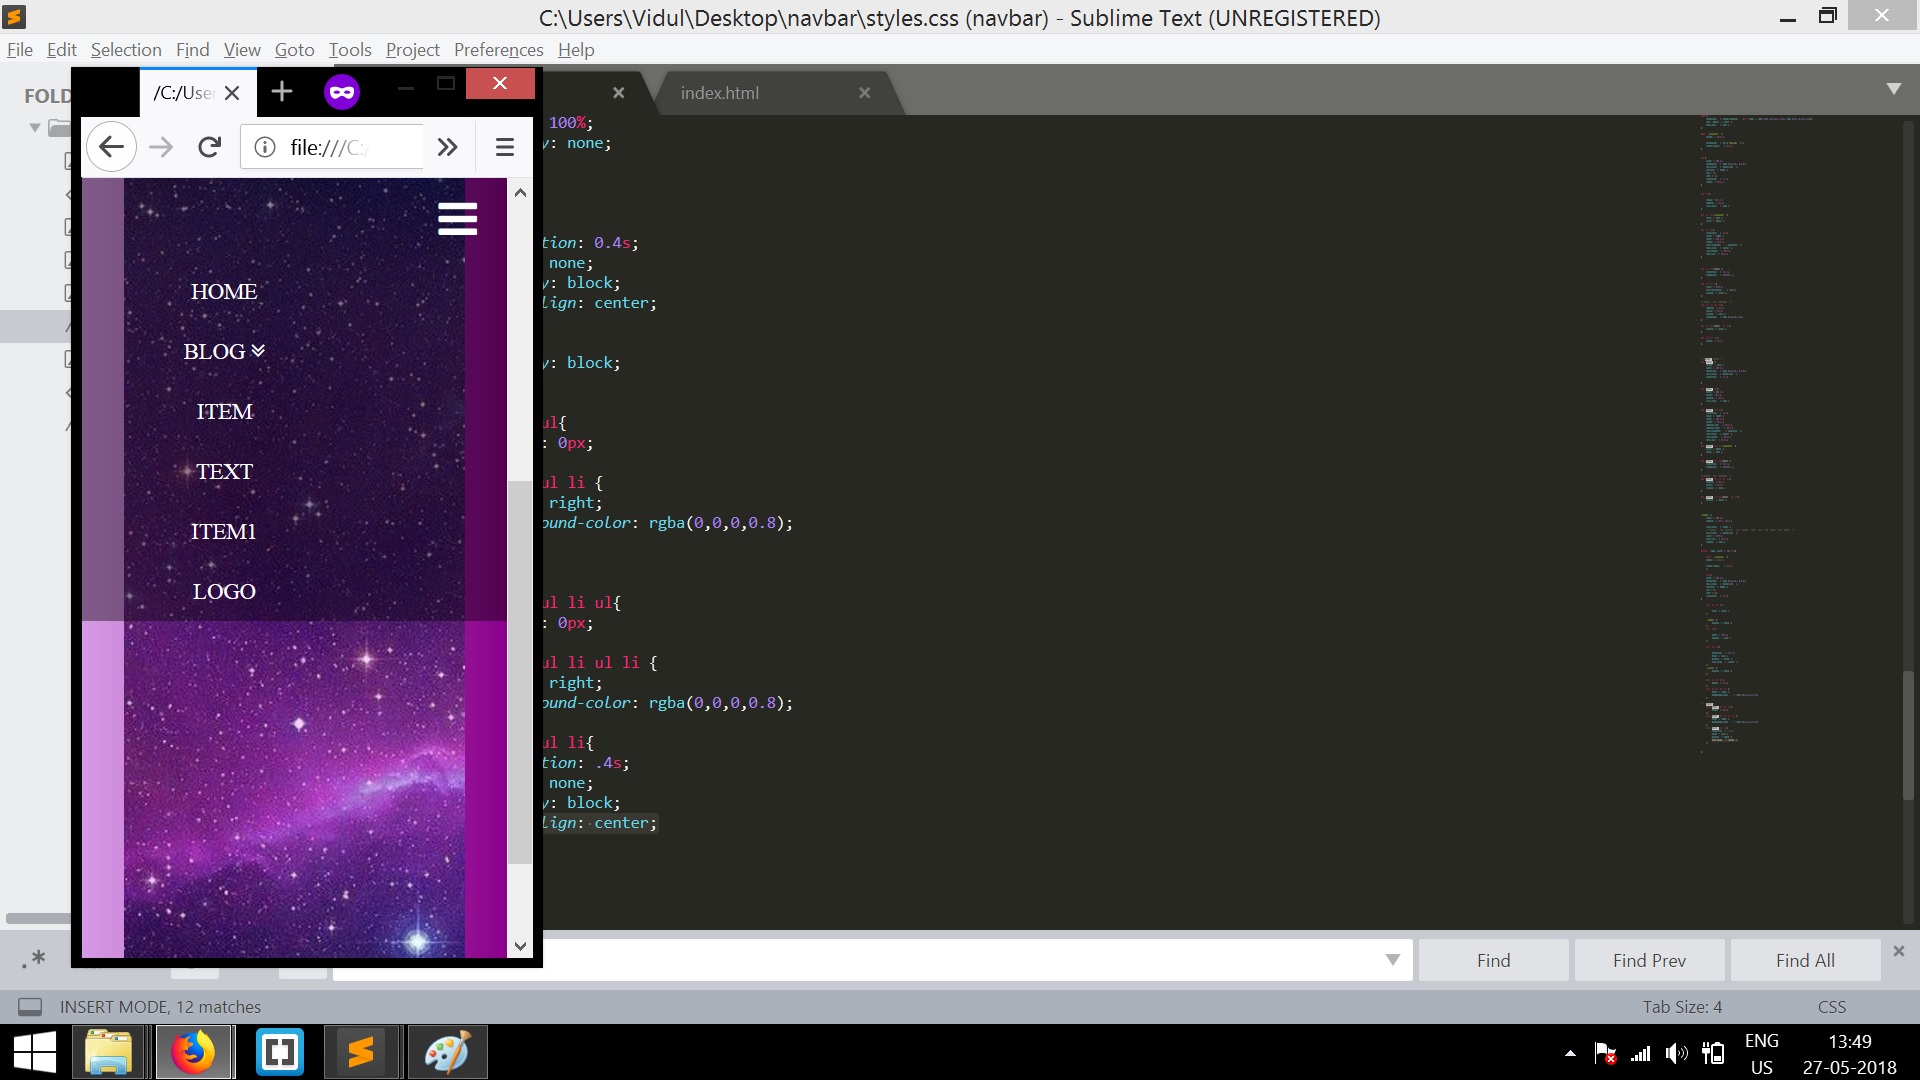 C:\Users\Vidul\Desktop\navbar\styles.css (navbar) - Sublime Text (UNREGISTERED)
File Edit Selection Find View Goto Tools Project Preferences Help
FOLD
/C:/User
index.html
file:///C:/
HOME
BLOG
ITEM
TEXT
ITEM1
LOGO
100%;
y: none;
tion: 0.4s;
none;
y: block;
lign: center;
y: block;
ul{
: 0px;
ul li {
right;
ound-color: rgba(0,0,0,0.8);
ul li ul{
: 0px;
ul li ul li {
right;
ound-color: rgba(0,0,0,0.8);
ul li{
tion: .4s;
none;
y: block;
lign: center;
.*
Find Find Prev Find All
INSERT MODE, 12 matches
Tab Size: 4 CSS
ENG
US
13:49
27-05-2018